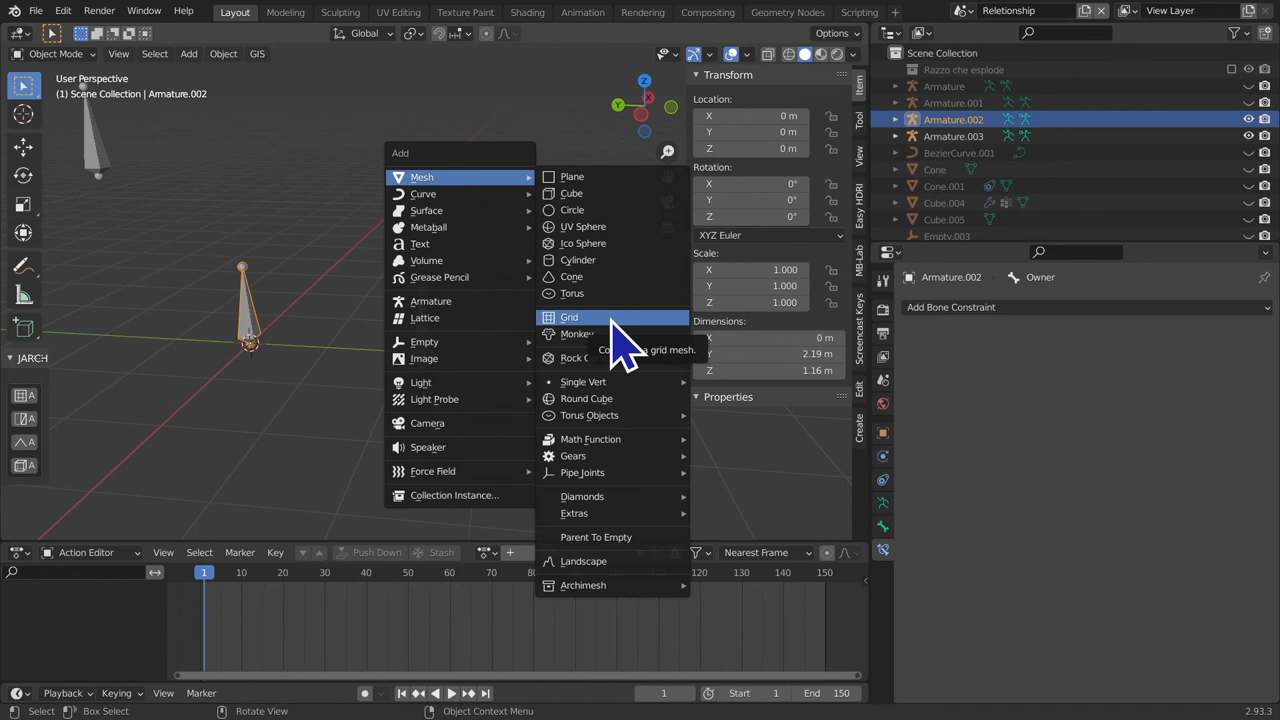 File Edit Render Window Help
Layout Modeling Sculpting UV Editing Texture Paint Shading Animation Rendering Compositing Geometry Nodes Scripting +
Relationship
View Layer
Global
Options
Object Mode View Select Add Object GIS
User Perspective
(1) Scene Collection | Armature.002
Z
X
Y
JARCH
A
A
A
A
Add
Mesh
Curve
Surface
Metaball
Text
Volume
Grease Pencil
Armature
Lattice
Empty
Image
Light
Light Probe
Camera
Speaker
Force Field
Collection Instance...
Plane
Cube
Circle
UV Sphere
Ico Sphere
Cylinder
Cone
Torus
Grid
Monkey
a grid mesh.
Rock
Single Vert
Round Cube
Torus Objects
Math Function
Gears
Pipe Joints
Diamonds
Extras
Parent To Empty
Landscape
Archimesh
Transform
Location:
X 0 m
Y 0 m
Z 0 m
Rotation:
X 0°
Y 0°
Z 0°
XYZ Euler
Scale:
X 1.000
Y 1.000
Z 1.000
Dimensions:
X 0 m
2.19 m
Z 1.16 m
Properties
Item
Tool
View
Easy HDRI
MB-Lab
Screencast Keys
Edit
Create
Scene Collection
Razzo che esplode
Armature
Armature.001
Armature.002
Armature.003
BezierCurve.001
Cone
Cone.001
Cube.004
Cube.005
Empty.003
Armature.002 Owner
Add Bone Constraint
Action Editor View Select Marker Key Push Down Stash Nearest Frame
1 10 20 30 40 50 60 70 80 90 100 110 120 130 140 150
Playback Keying View Marker 1 Start 1 End 150
Select Box Select Rotate View Object Context Menu 2.93.3